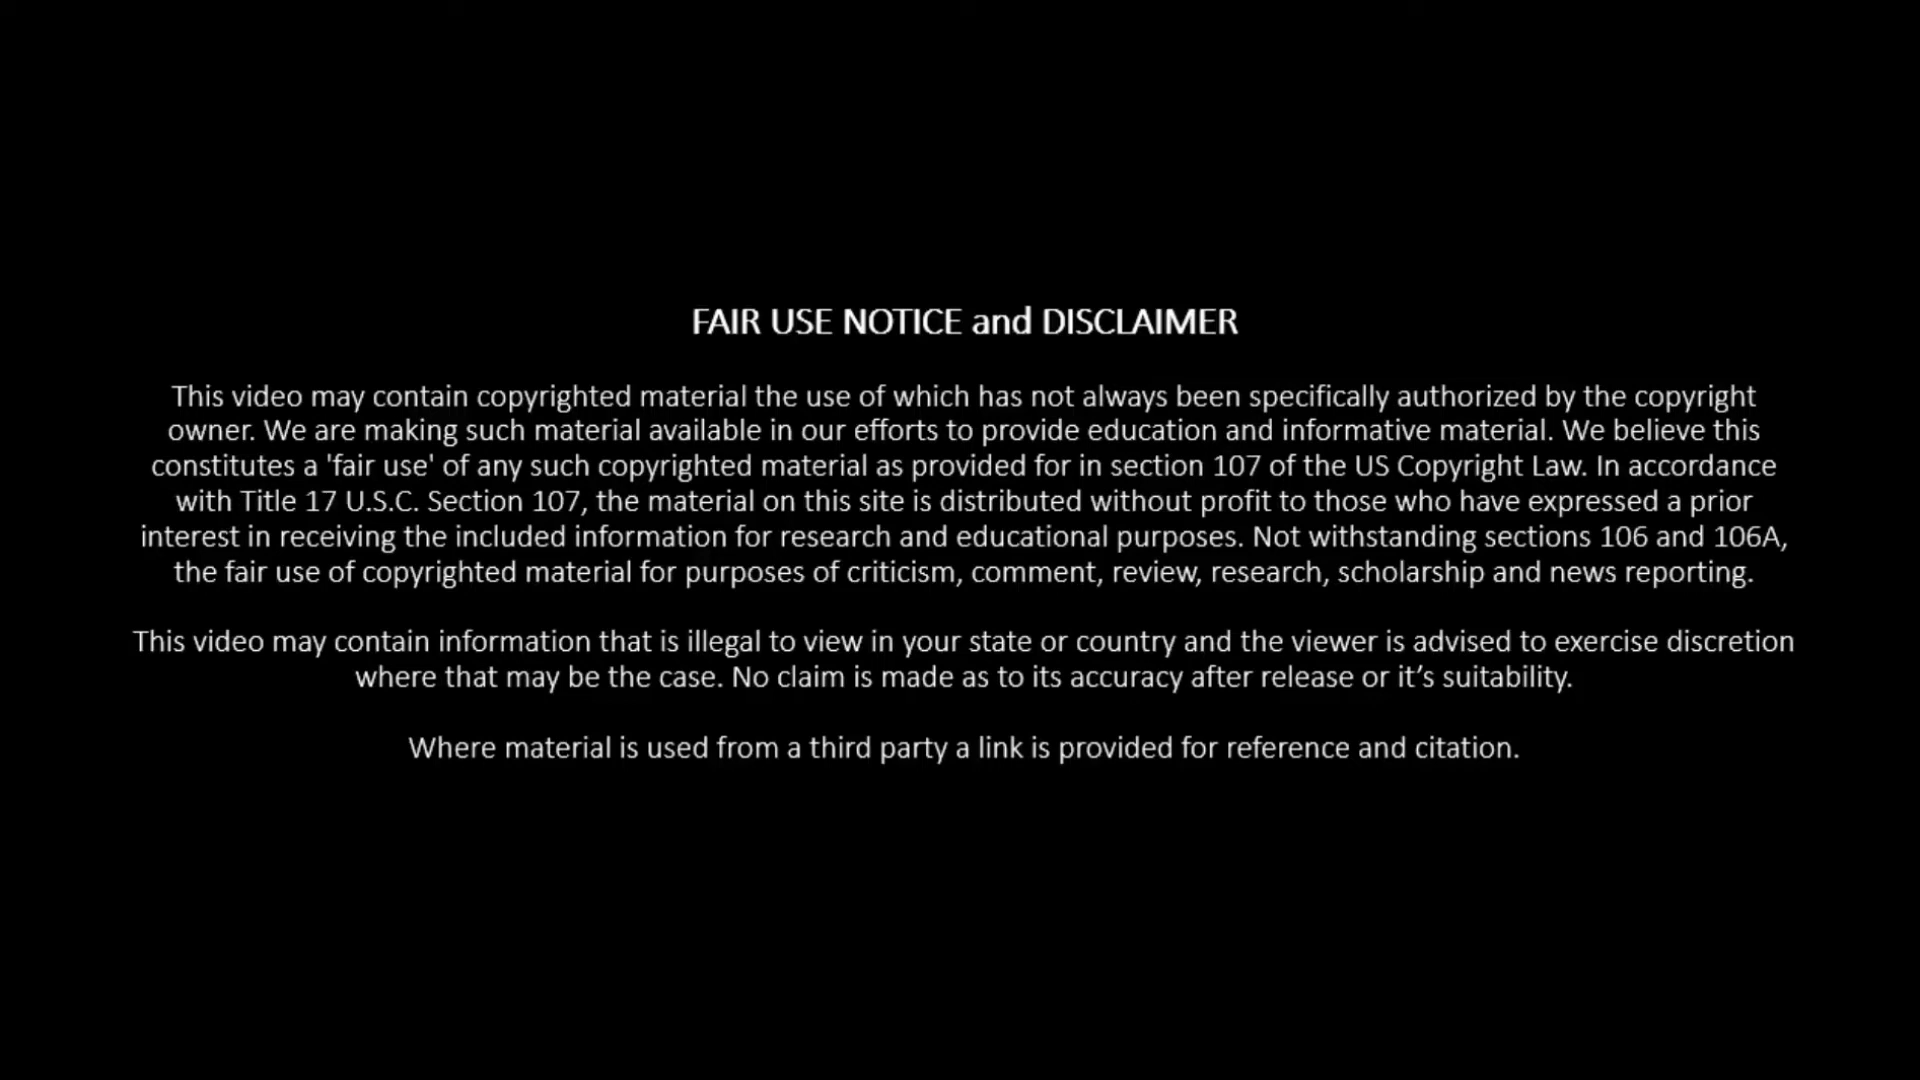 FAIR USE NOTICE and DISCLAIMER
This video may contain copyrighted material the use of which has not always been specifically authorized by the copyright
owner. We are making such material available in our efforts to provide education and informative material. We believe this
constitutes a 'fair use' of any such copyrighted material as provided for in section 107 of the US Copyright Law. In accordance
with Title 17 U.S.C. Section 107, the material on this site is distributed without profit to those who have expressed a prior
interest in receiving the included information for research and educational purposes. Not withstanding sections 106 and 106A,
the fair use of copyrighted material for purposes of criticism, comment, review, research, scholarship and news reporting.
This video may contain information that is illegal to view in your state or country and the viewer is advised to exercise discretion
where that may be the case. No claim is made as to its accuracy after release or it’s suitability.
Where material is used from a third party a link is provided for reference and citation.